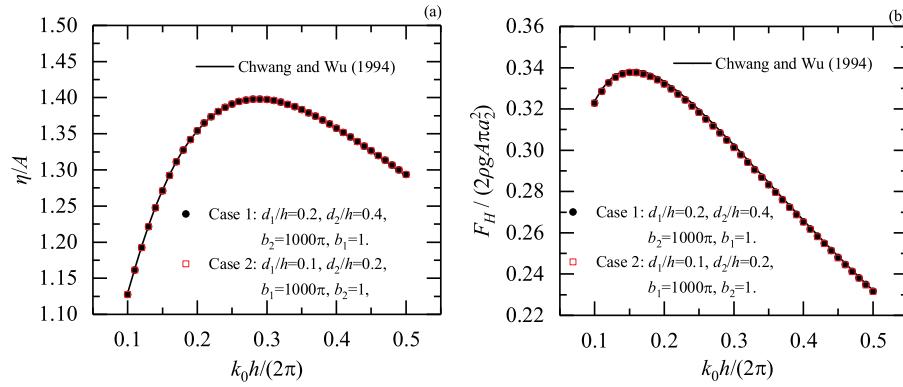 (a)
1.50
1.45
1.40
1.35
1.30
1.25
1.20
1.15
1.10
η/A
Chwang and Wu (1994)
Case 1: d₁/h=0.2, d₂/h=0.4,
b₂=1000π, b₁=1.
Case 2: d₁/h=0.1, d₂/h=0.2,
b₁=1000π, b₂=1,
0.1 0.2 0.3 0.4 0.5
k₀h/(2π)
(b)
0.36
0.34
0.32
0.30
0.28
0.26
0.24
0.22
F_H / (2ρgAπa₂²)
Chwang and Wu (1994)
Case 1: d₁/h=0.2, d₂/h=0.4,
b₂=1000π, b₁=1.
Case 2: d₁/h=0.1, d₂/h=0.2,
b₁=1000π, b₂=1.
0.1 0.2 0.3 0.4 0.5
k₀h/(2π)